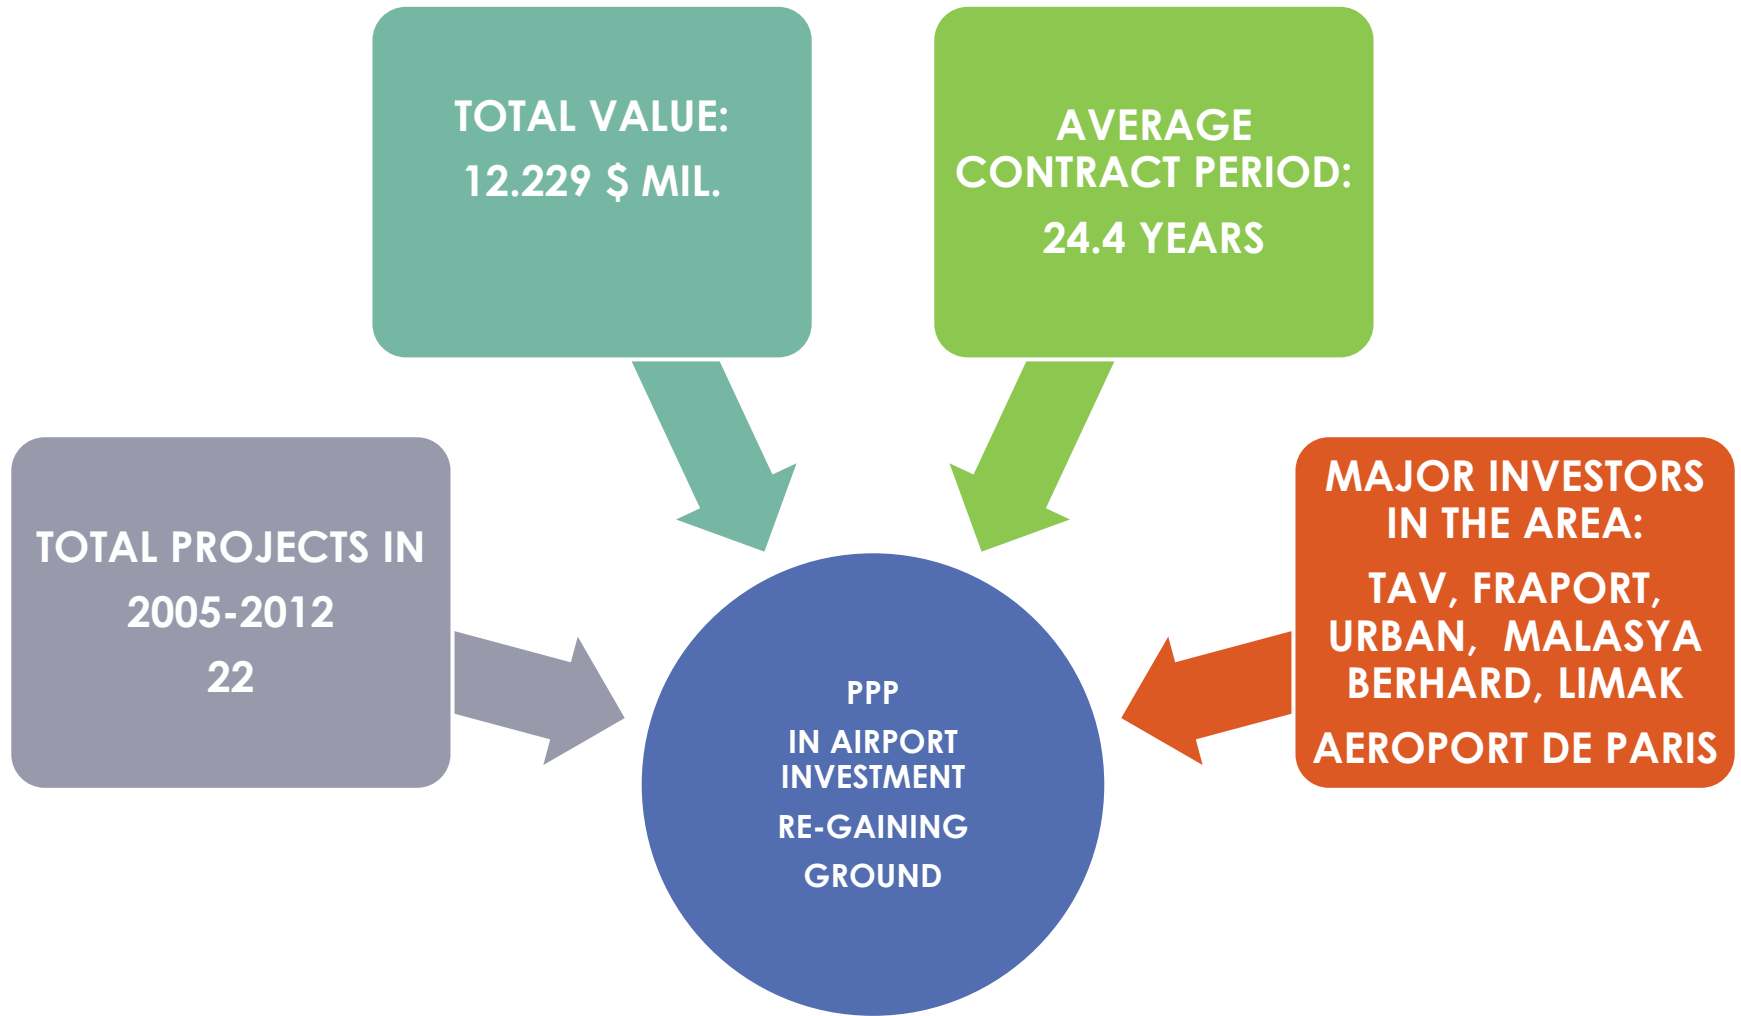 TOTAL VALUE:
12.229 $ MIL.
AVERAGE
CONTRACT PERIOD:
24.4 YEARS
TOTAL PROJECTS IN
2005-2012
22
MAJOR INVESTORS
IN THE AREA:
TAV, FRAPORT,
URBAN, MALASYA
BERHARD, LIMAK
AEROPORT DE PARIS
PPP
IN AIRPORT
INVESTMENT
RE-GAINING
GROUND